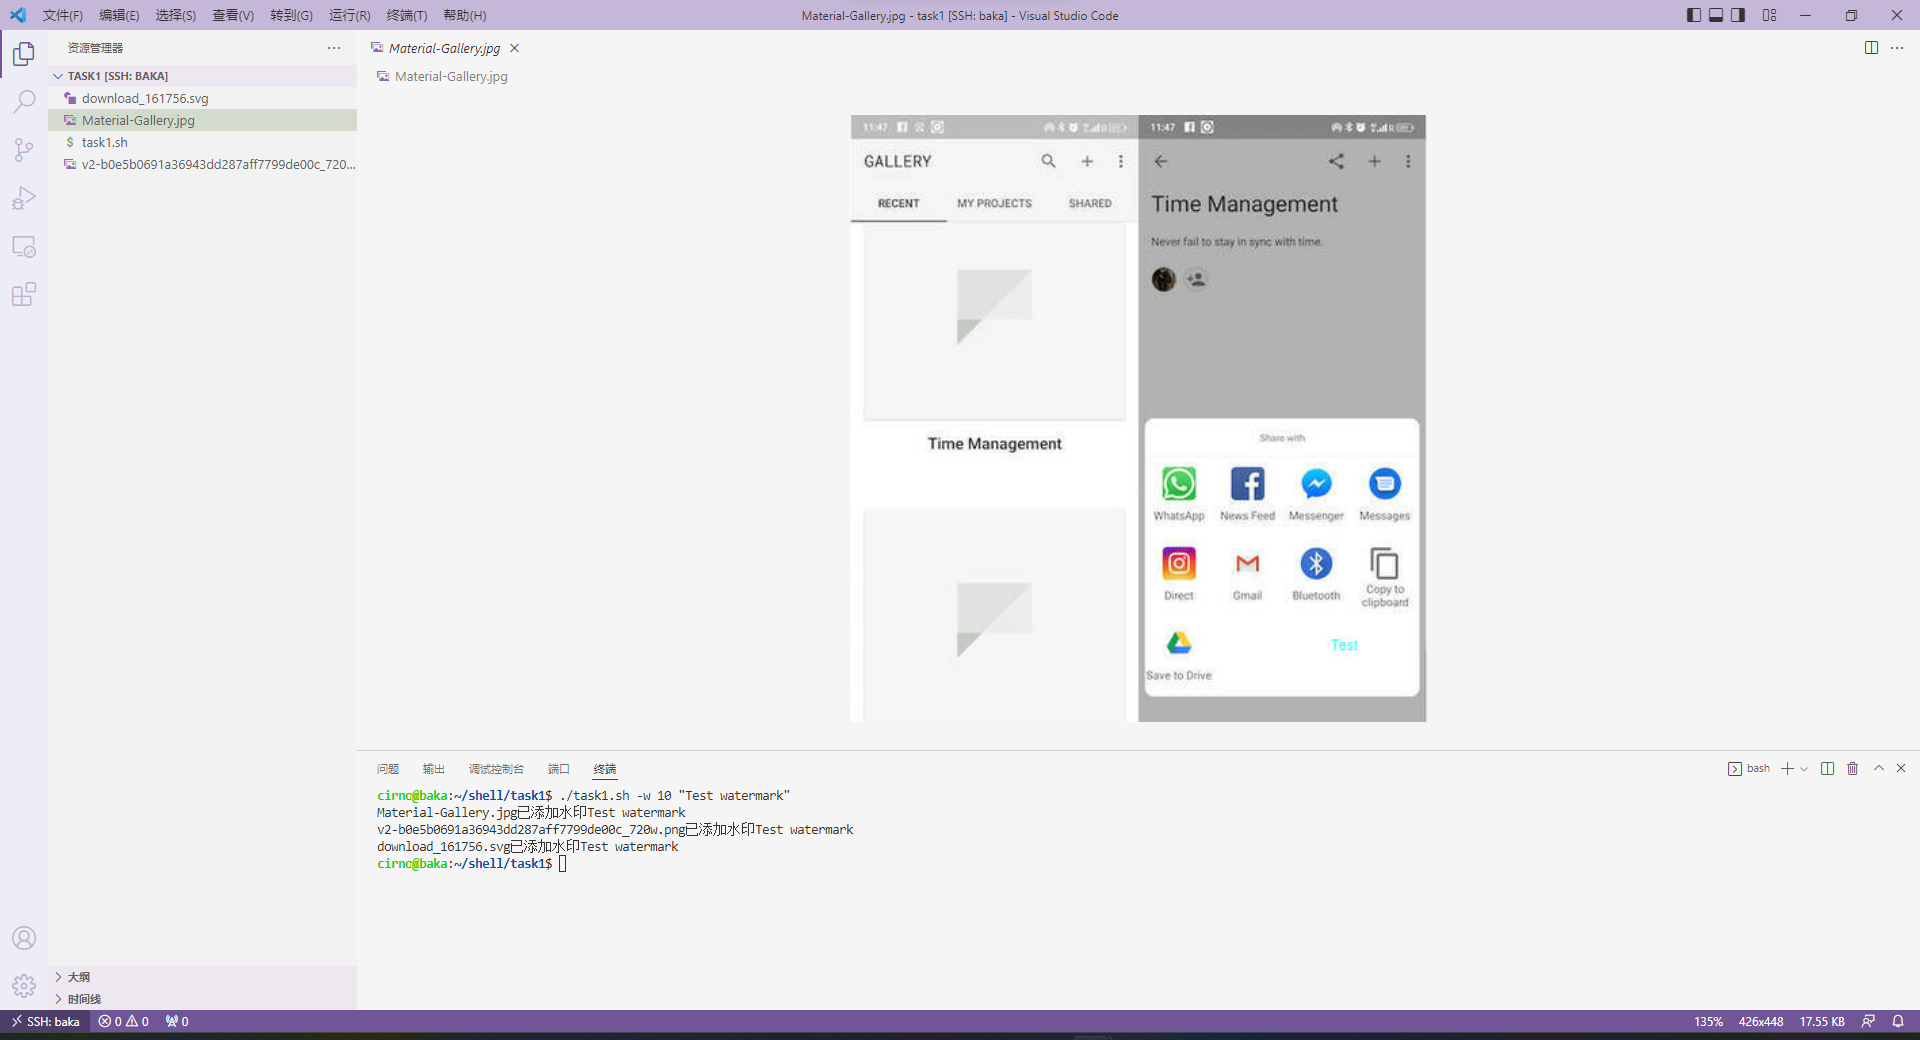 文件(F) 编辑(E) 选择(S) 查看(V) 转到(G) 运行(R) 终端(T) 帮助(H)
Material-Gallery.jpg - task1 [SSH: baka] - Visual Studio Code
资源管理器
TASK1 [SSH: BAKA]
download_161756.svg
Material-Gallery.jpg
$ task1.sh
v2-b0e5b0691a36943dd287aff7799de00c_720...
大纲
时间线
Material-Gallery.jpg
Material-Gallery.jpg
11:47
GALLERY
RECENT MY PROJECTS SHARED
Time Management
11:47
Time Management
Never fail to stay in sync with time.
Share with
WhatsApp News Feed Messenger Messages
Direct Gmail Bluetooth Copy to
clipboard
Test
Save to Drive
问题 输出 调试控制台 端口 终端
bash
cirno@baka:~/shell/task1$ ./task1.sh -w 10 "Test watermark"
Material-Gallery.jpg已添加水印Test watermark
v2-b0e5b0691a36943dd287aff7799de00c_720w.png已添加水印Test watermark
download_161756.svg已添加水印Test watermark
cirno@baka:~/shell/task1$
SSH: baka 0 0 0
135% 426x448 17.55 KB